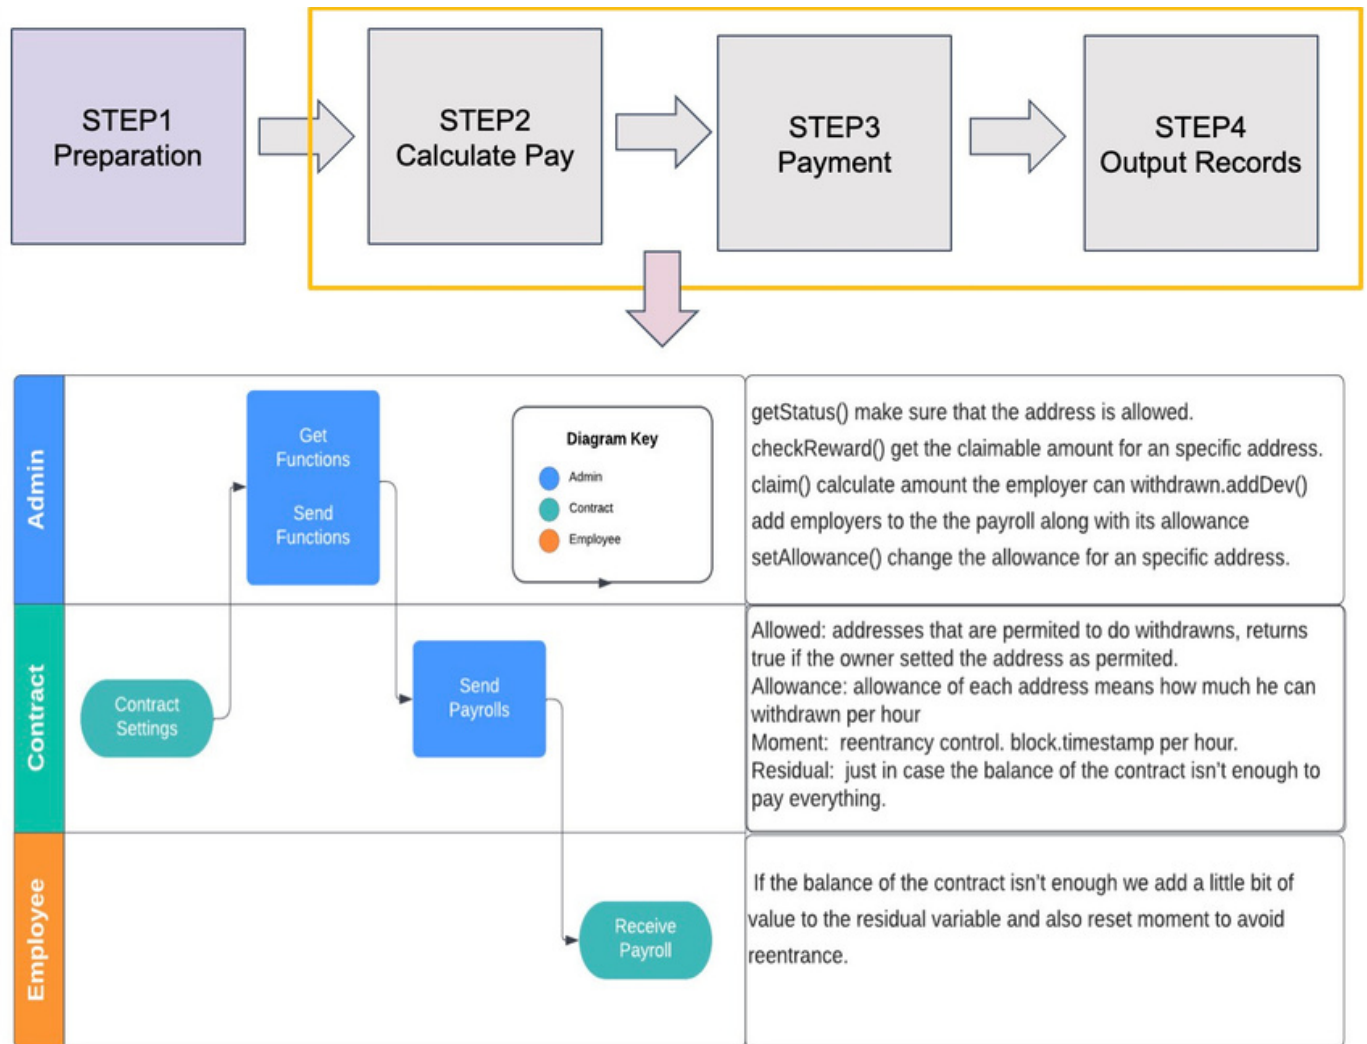 STEP1
Preparation
STEP2
Calculate Pay
STEP3
Payment
STEP4
Output Records
Admin
Get
Functions
Send
Functions
Diagram Key
Admin
Contract
Employee
getStatus() make sure that the address is allowed.
checkReward() get the claimable amount for an specific address.
claim() calculate amount the employer can withdrawn.addDev()
add employers to the the payroll along with its allowance
setAllowance() change the allowance for an specific address.
Contract
Contract
Settings
Send
Payrolls
Allowed: addresses that are permited to do withdrawns, returns
true if the owner setted the address as permited.
Allowance: allowance of each address means how much he can
withdrawn per hour
Moment: reentrancy control. block.timestamp per hour.
Residual: just in case the balance of the contract isn't enough to
pay everything.
Employee
Receive
Payroll
If the balance of the contract isn't enough we add a little bit of
value to the residual variable and also reset moment to avoid
reentrance.